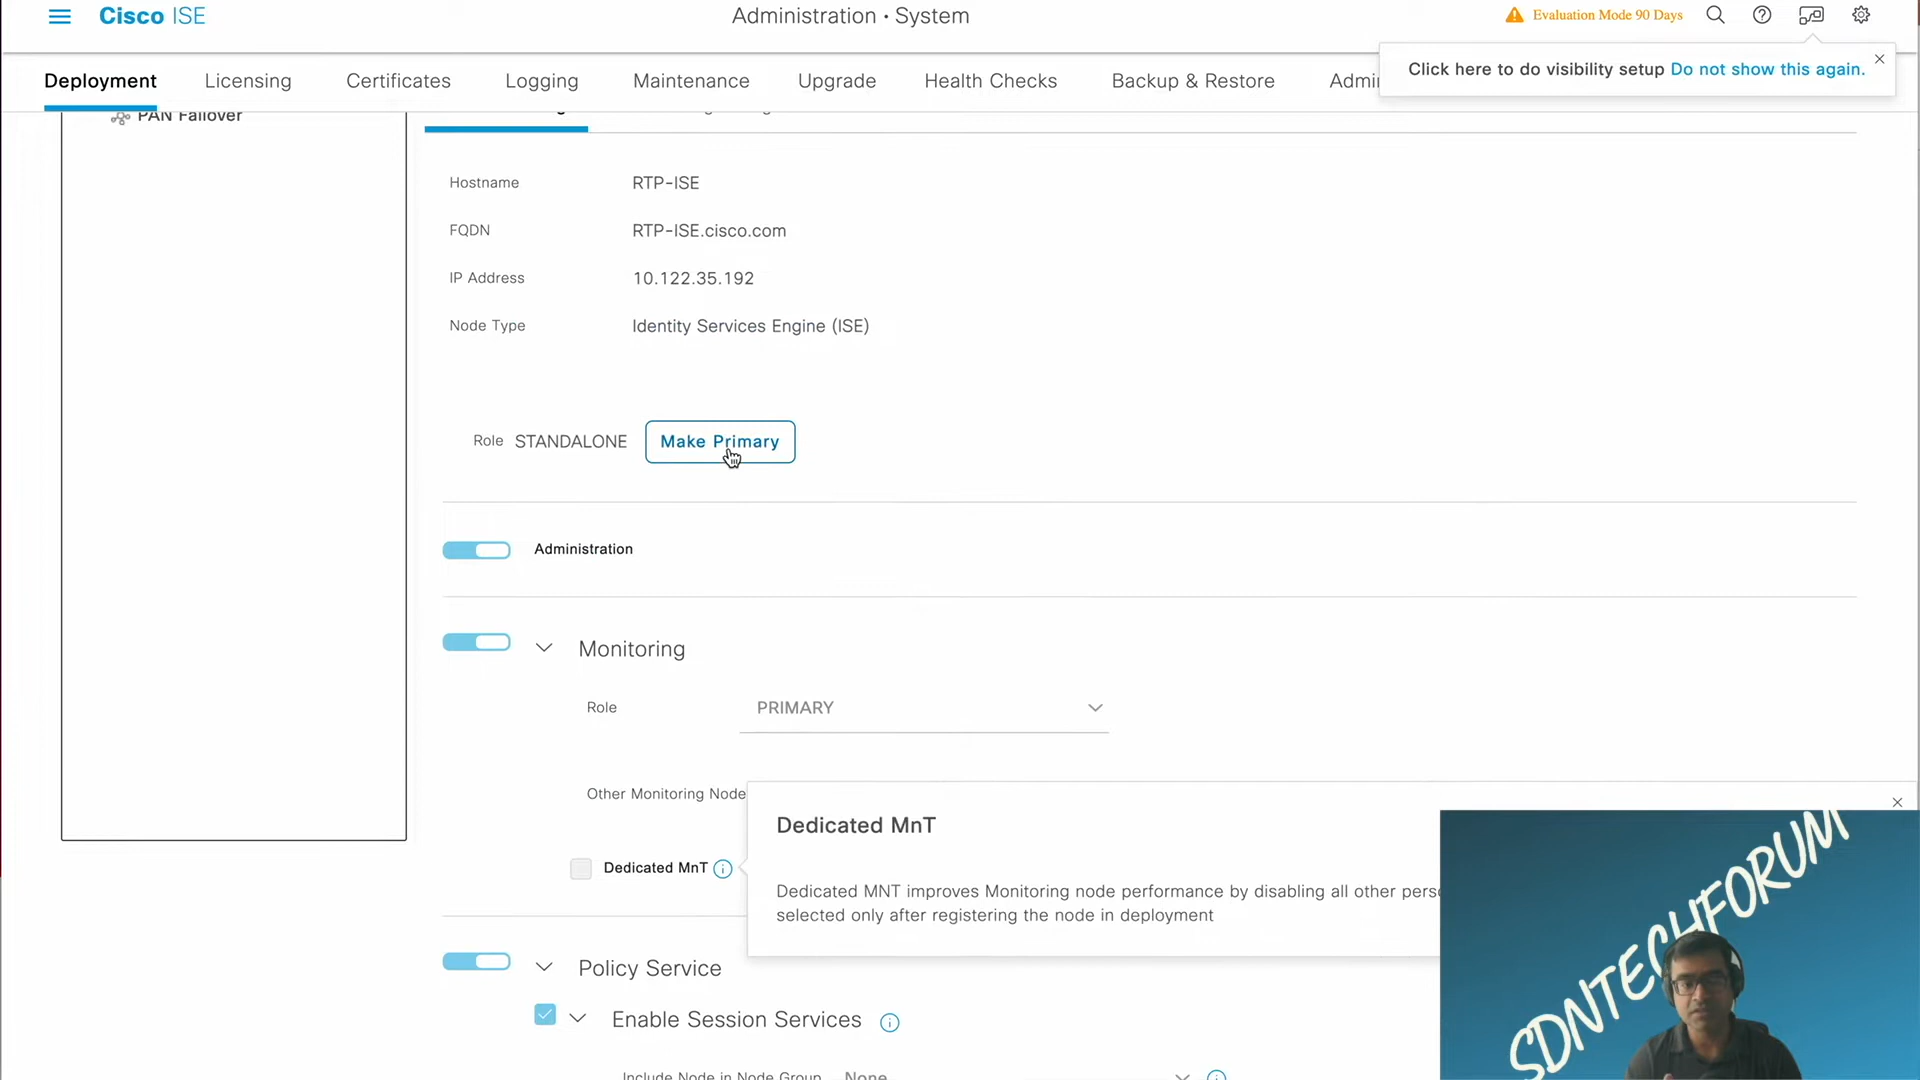 Cisco ISE
Administration • System
Evaluation Mode 90 Days
Click here to do visibility setup Do not show this again.
Deployment
Licensing
Certificates
Logging
Maintenance
Upgrade
Health Checks
Backup & Restore
PAN Failover
Hostname RTP-ISE
FQDN RTP-ISE.cisco.com
IP Address 10.122.35.192
Node Type Identity Services Engine (ISE)
Role STANDALONE Make Primary
Administration
Monitoring
Role PRIMARY
Other Monitoring Node
Dedicated MnT
Dedicated MnT
Dedicated MNT improves Monitoring node performance by disabling all other
selected only after registering the node in deployment
Policy Service
Enable Session Services
Include Node in Node Group None
SDNTECHFORUM